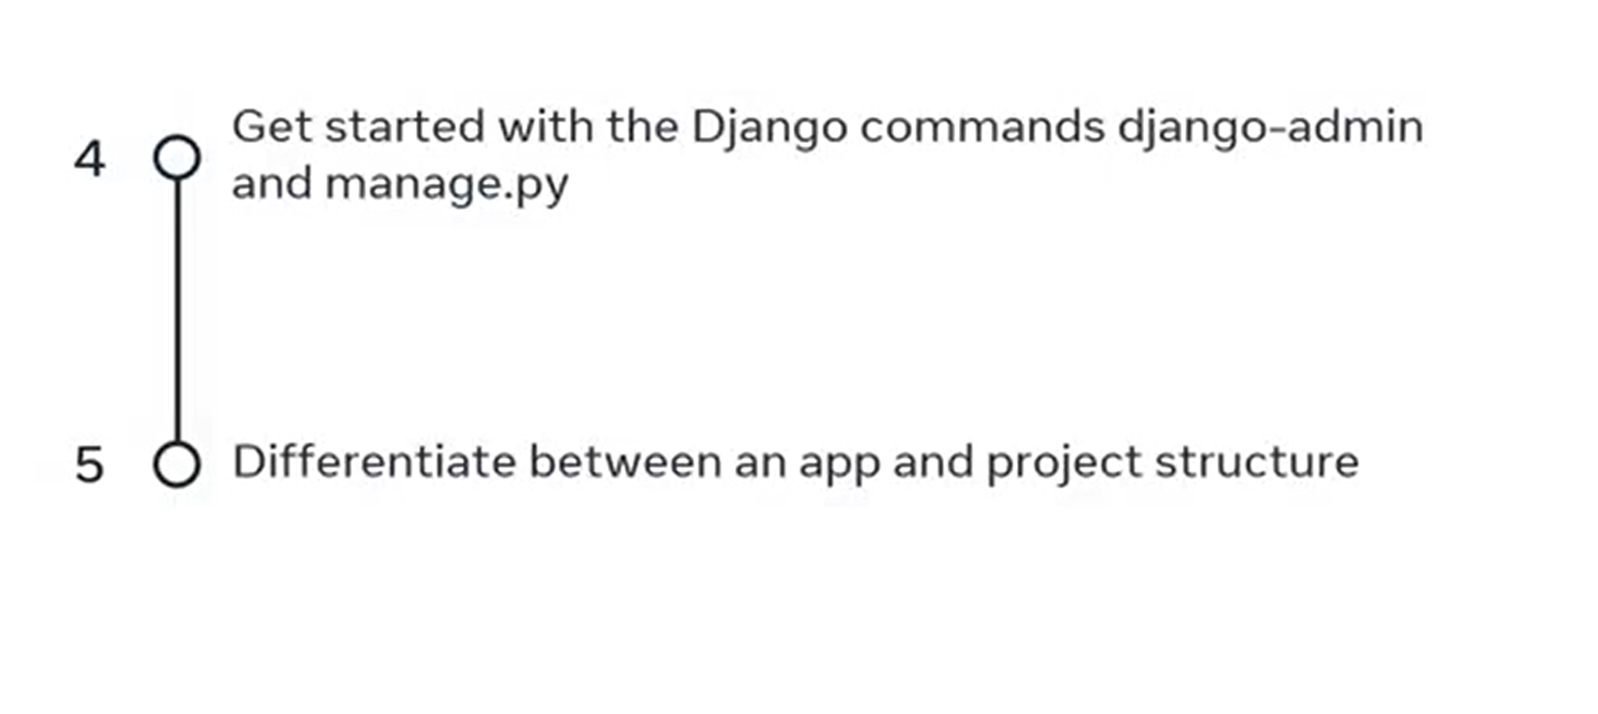 4
Get started with the Django commands django-admin
and manage.py
5
Differentiate between an app and project structure